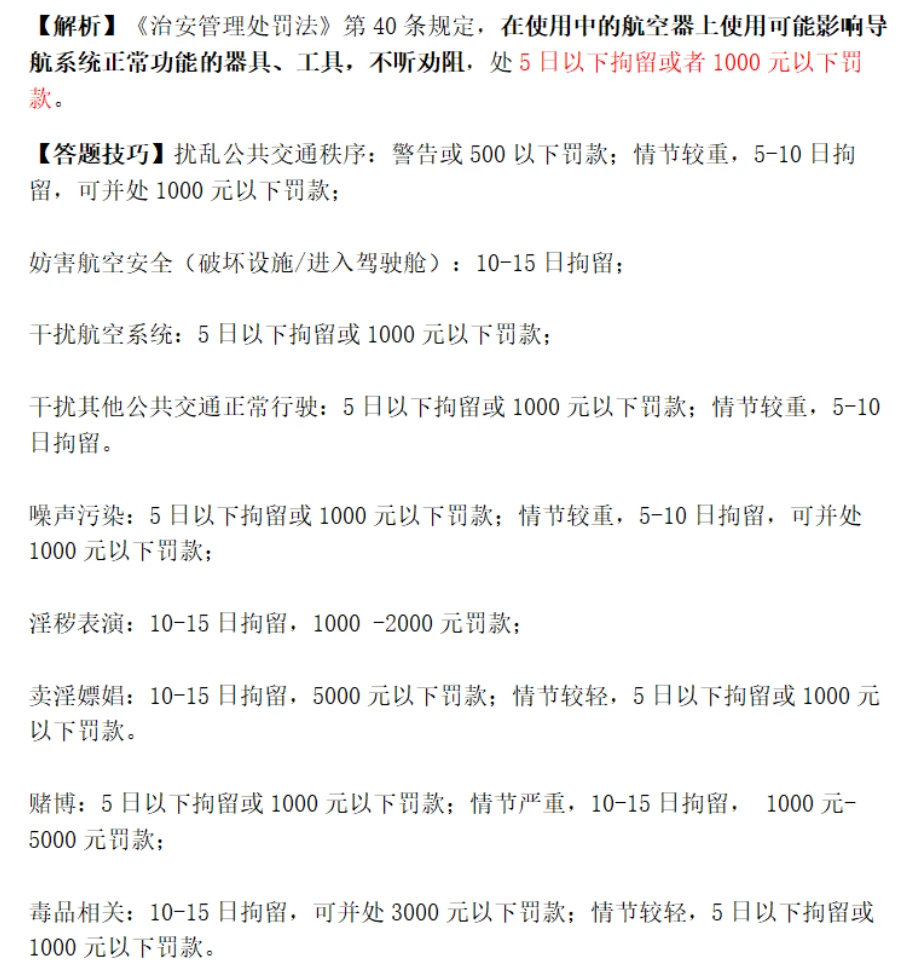 【解析】《治安管理处罚法》第 40 条规定，在使用中的航空器上使用可能影响导
航系统正常功能的器具、工具，不听劝阻，处 5 日以下拘留或者 1000 元以下罚
款。
【答题技巧】扰乱公共交通秩序：警告或 500 以下罚款；情节较重，5-10 日拘
留，可并处 1000 元以下罚款；
妨害航空安全（破坏设施/进入驾驶舱）：10-15 日拘留；
干扰航空系统：5 日以下拘留或 1000 元以下罚款；
干扰其他公共交通正常行驶：5 日以下拘留或 1000 元以下罚款；情节较重，5-10
日拘留。
噪声污染：5 日以下拘留或 1000 元以下罚款；情节较重，5-10 日拘留，可并处
1000 元以下罚款；
淫秽表演：10-15 日拘留，1000 -2000 元罚款；
卖淫嫖娼：10-15 日拘留，5000 元以下罚款；情节较轻，5 日以下拘留或 1000 元
以下罚款。
赌博：5 日以下拘留或 1000 元以下罚款；情节严重，10-15 日拘留， 1000 元-
5000 元罚款；
毒品相关：10-15 日拘留，可并处 3000 元以下罚款；情节较轻，5 日以下拘留或
1000 元以下罚款。